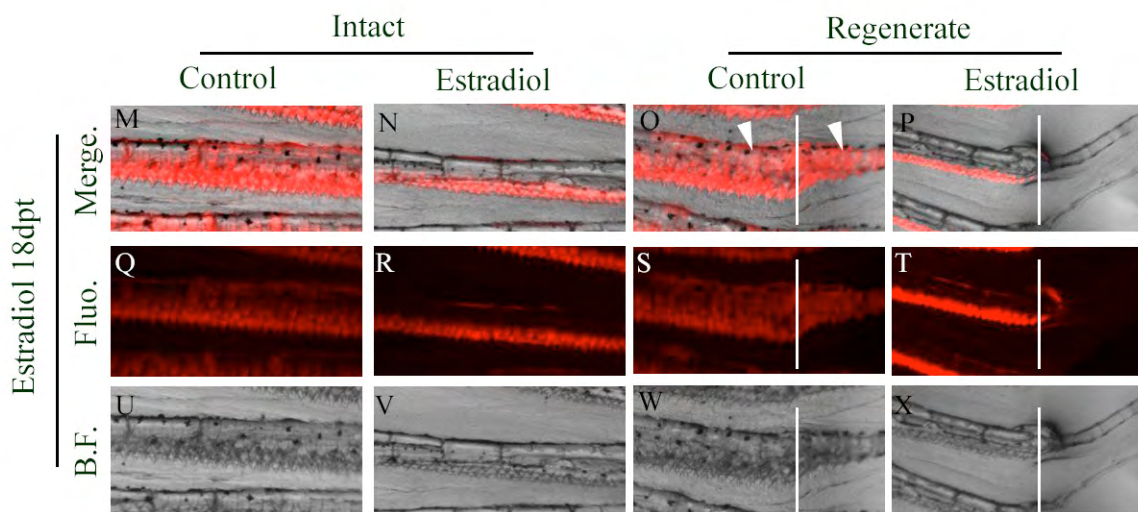 Intact
Regenerate
Control
Estradiol
Control
Estradiol
Estradiol 18dpt
Merge.
M
N
O
P
Fluo.
Q
R
S
T
B.F.
U
V
W
X